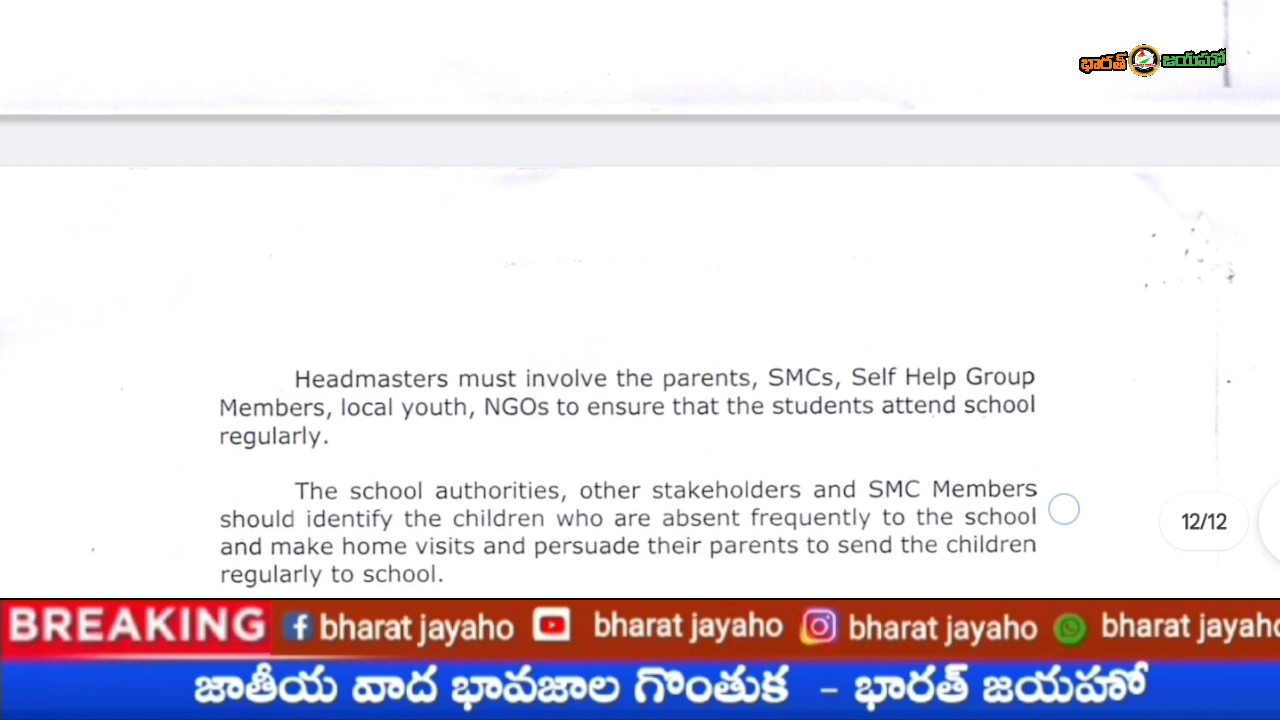 భారత్ జయహో
Headmasters must involve the parents, SMCs, Self Help Group
Members, local youth, NGOs to ensure that the students attend school
regularly.
The school authorities, other stakeholders and SMC Members
should identify the children who are absent frequently to the school
and make home visits and persuade their parents to send the children
regularly to school.
12/12
BREAKING bharat jayaho bharat jayaho bharat jayaho bharat jayaho
జాతీయ వాద భావజాల గొంతుక - భారత్ జయహో